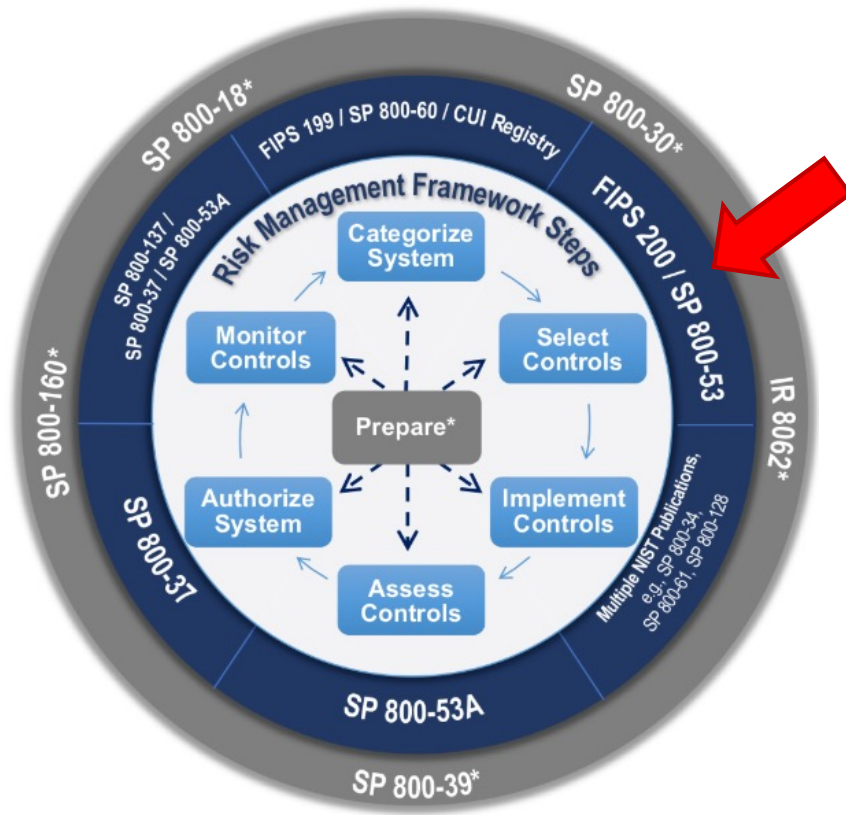 SP 800-18*
SP 800-30*
IR 8062*
SP 800-39*
SP 800-160*
FIPS 199 / SP 800-60 / CUI Registry
FIPS 200 / SP 800-53
Multiple NIST Publications,
e.g., SP 800-34,
SP 800-61, SP 800-128
SP 800-53A
SP 800-37
SP 800-137 /
SP 800-37 / SP 800-53A
Risk Management Framework Steps
Categorize
System
Select
Controls
Implement
Controls
Assess
Controls
Authorize
System
Monitor
Controls
Prepare*